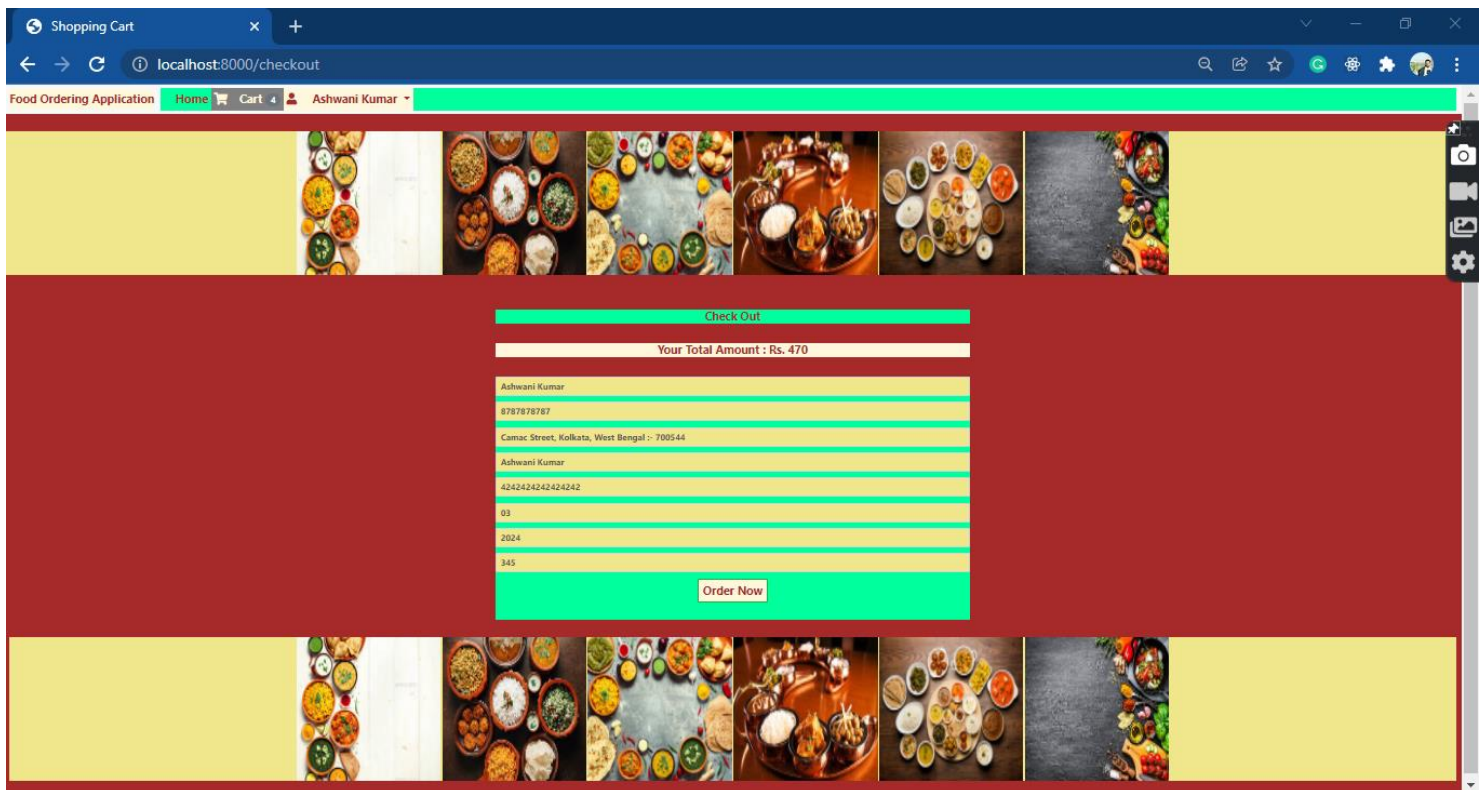 Shopping Cart
localhost:8000/checkout
Food Ordering Application Home Cart 4 Ashwani Kumar
Check Out
Your Total Amount : Rs. 470
Ashwani Kumar
8787878787
Camac Street, Kolkata, West Bengal :- 700544
Ashwani Kumar
4242424242424242
03
2024
345
Order Now